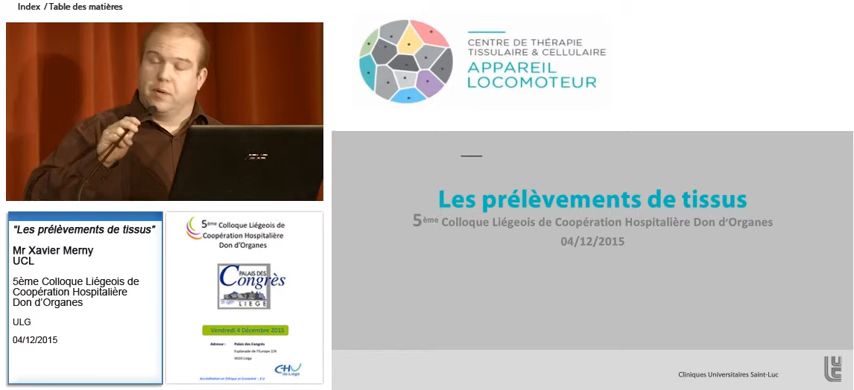 Index / Table des matières
CENTRE DE THÉRAPIE
TISSULAIRE & CELLULAIRE
APPAREIL
LOCOMOTEUR
Les prélèvements de tissus
5ème Colloque Liégeois de Coopération Hospitalière Don d'Organes
04/12/2015
Cliniques Universitaires Saint-Luc
"Les prélèvements de tissus"
Mr Xavier Merny
UCL
5ème Colloque Liégeois de
Coopération Hospitalière
Don d'Organes
ULG
04/12/2015
5ème Colloque Liégeois de
Coopération Hospitalière
Don d'Organes
PALAIS DES
Congrès
LIEGE
Vendredi 4 Décembre 2015
Adresse : Palais des Congrès
Esplanade de l'Europe 2/A
4020 Liège
CHU
de Liège